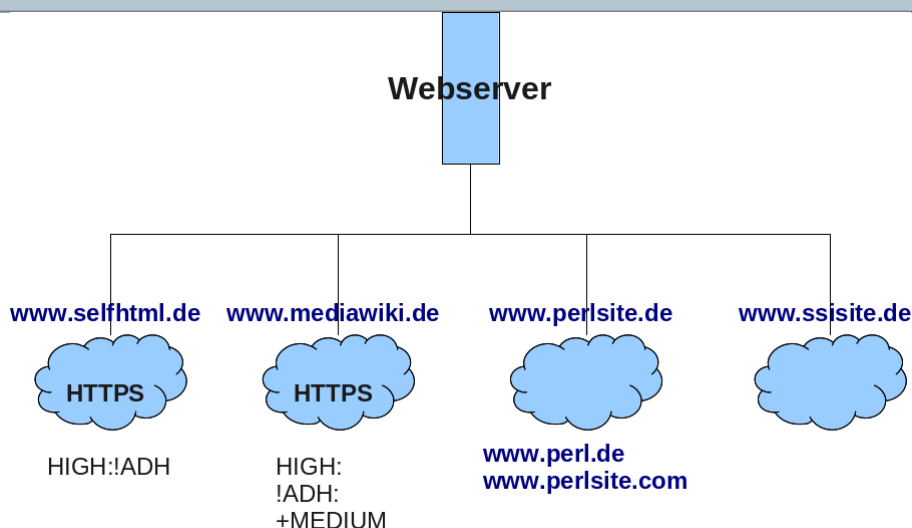 Webserver
www.selfhtml.de
www.mediawiki.de
www.perlsite.de
www.ssisite.de
HTTPS
HTTPS
HIGH:!ADH
HIGH:
!ADH:
+MEDIUM
www.perl.de
www.perlsite.com